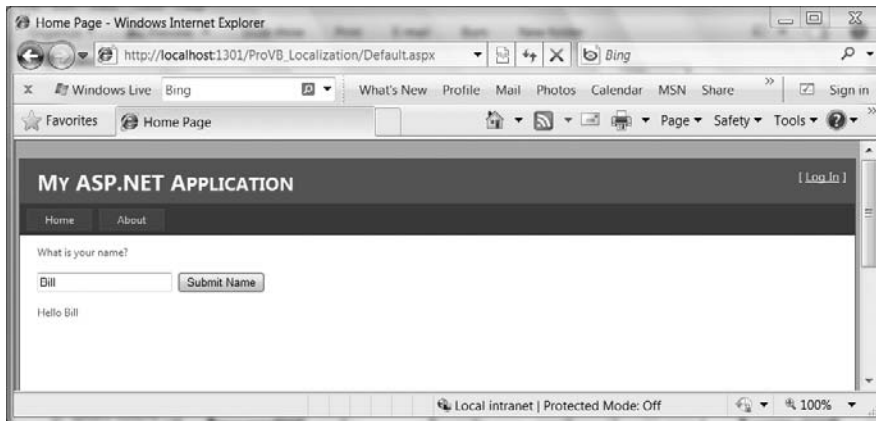 Home Page - Windows Internet Explorer
http://localhost:1301/ProVB_Localization/Default.aspx
Bing
x Windows Live Bing What's New Profile Mail Photos Calendar MSN Share » Sign in
Favorites Home Page Page Safety Tools »
MY ASP.NET APPLICATION
[ Log In ]
Home About
What is your name?
Bill Submit Name
Hello Bill
Local intranet | Protected Mode: Off 100%